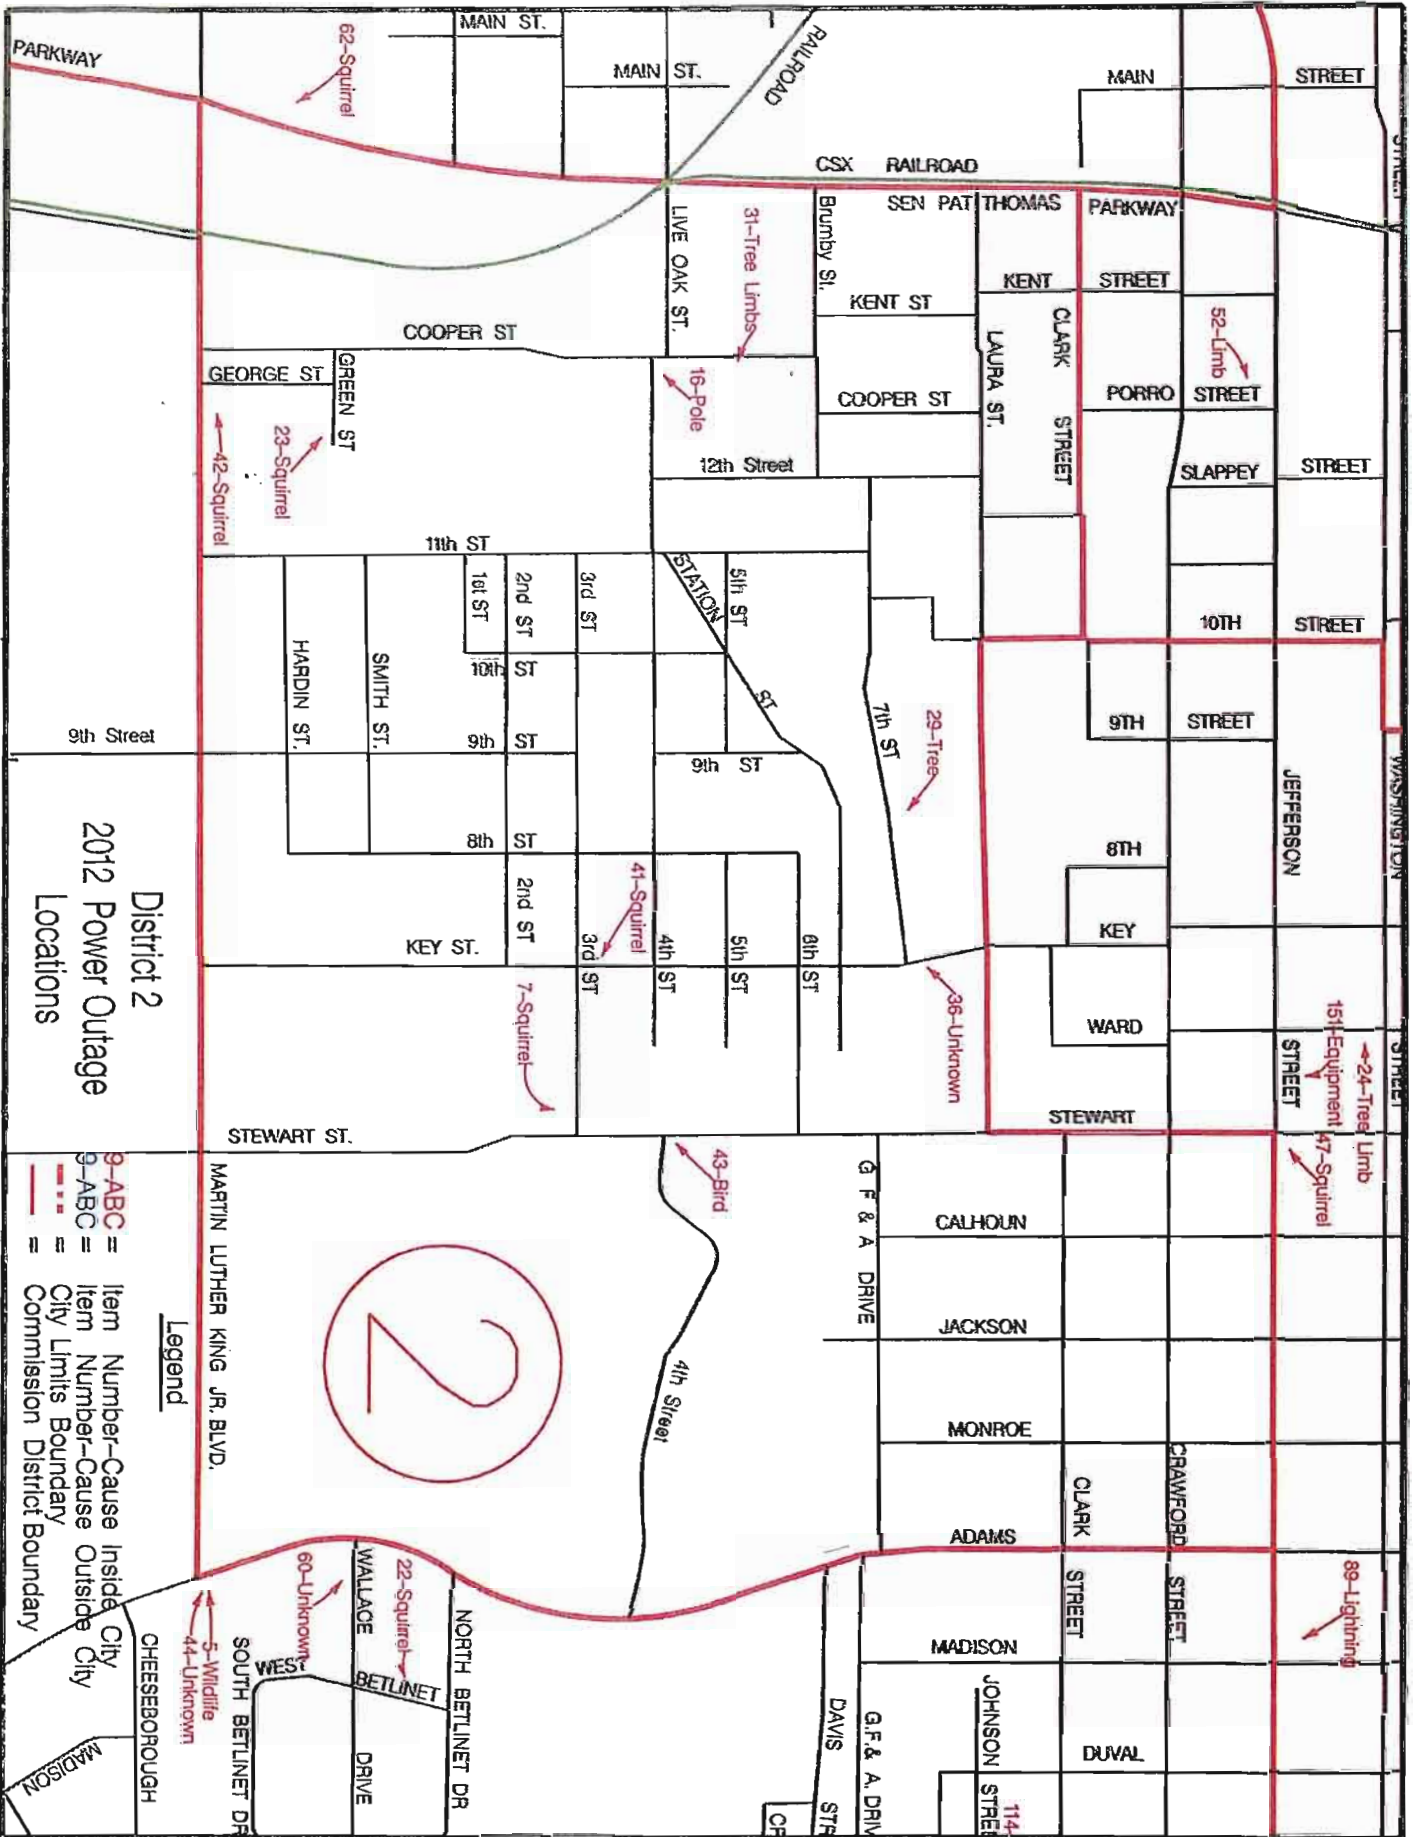 MAIN ST.
MAIN ST.
RAILROAD
MAIN STREET
PARKWAY
62-Squirrel
CSX RAILROAD
SEN PAT THOMAS PARKWAY
LIVE OAK ST.
31-Tree Limbs
Brumby St.
KENT ST
KENT STREET
CLARK STREET
LAURA ST.
52-Limb
COOPER ST
GEORGE ST
GREEN ST
16-Pole
COOPER ST
PORRO STREET
23-Squirrel
42-Squirrel
12th Street
SLAPPEY STREET
11th ST
1st ST
2nd ST
3rd ST
STATION ST
5th ST
10TH STREET
HARDIN ST.
SMITH ST.
10th ST
9th Street
9th ST
9th ST
7th ST
29-Tree
9TH STREET
JEFFERSON STREET
WASHINGTON STREET
8th ST
2nd ST
41-Squirrel
8TH
KEY ST.
3rd ST
4th ST
5th ST
6th ST
KEY
7-Squirrel
36-Unknown
WARD
151-Equipment
24-Tree Limb
47-Squirrel
STEWART ST.
STEWART
43-Bird
G F & A DRIVE
CALHOUN
JACKSON
4th Street
MONROE
CRAWFORD STREET
CLARK STREET
ADAMS
MARTIN LUTHER KING JR. BLVD.
2
60-Unknown
WALLACE DRIVE
22-Squirrel
NORTH BETLINET DR
WEST BETLINET
SOUTH BETLINET DR
5-Wildlife
44-Unknown
CHEESEBOROUGH
MADISON
MADISON
89-Lightning
DAVIS STR
G.F.& A. DRIV
JOHNSON STREE
114-
DUVAL
District 2
2012 Power Outage
Locations
Legend
9-ABC = Item Number-Cause Inside City
9-ABC = Item Number-Cause Outside City
= City Limits Boundary
= Commission District Boundary